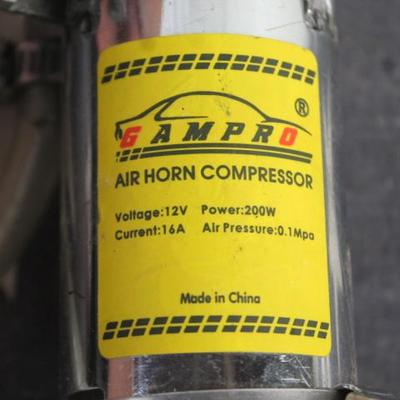 ®
GAMPRO
AIR HORN COMPRESSOR
Voltage:12V Power:200W
Current:16A Air Pressure:0.1Mpa
Made in China